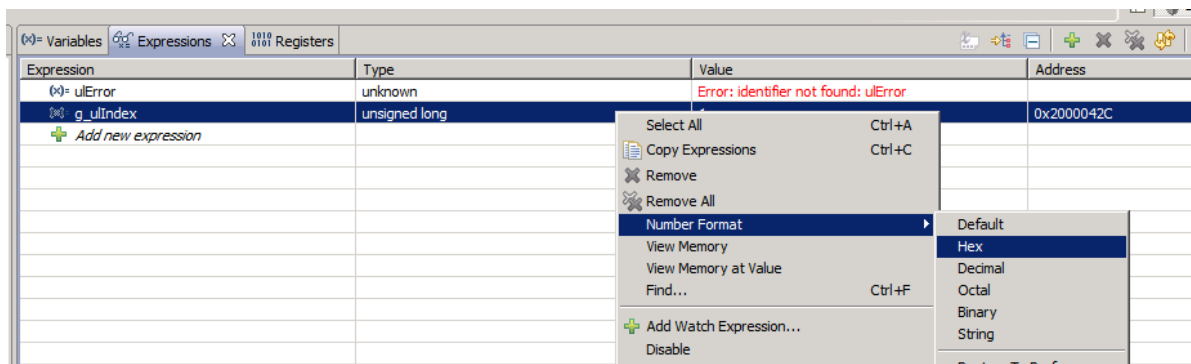 (x)= Variables Expressions Registers
Expression Type Value Address
(x)= ulError unknown Error: identifier not found: ulError
g_ulIndex unsigned long 0x2000042C
Add new expression
Select All Ctrl+A
Copy Expressions Ctrl+C
Remove
Remove All
Number Format
View Memory
View Memory at Value
Find... Ctrl+F
Add Watch Expression...
Disable
Default
Hex
Decimal
Octal
Binary
String